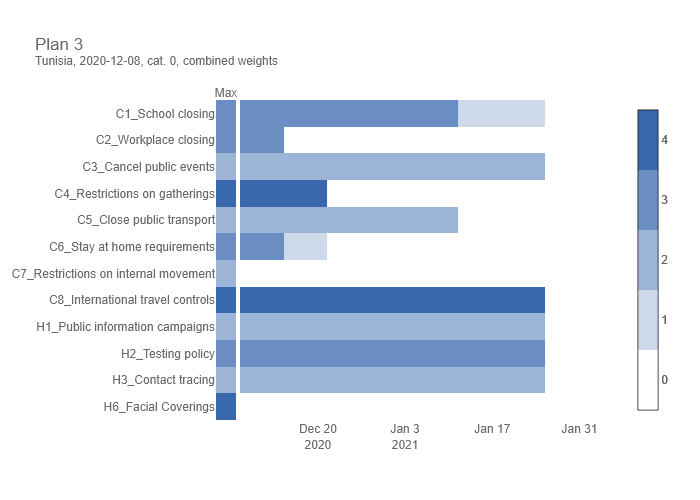 Plan 3
Tunisia, 2020-12-08, cat. 0, combined weights
Max
C1_School closing
C2_Workplace closing
C3_Cancel public events
C4_Restrictions on gatherings
C5_Close public transport
C6_Stay at home requirements
C7_Restrictions on internal movement
C8_International travel controls
H1_Public information campaigns
H2_Testing policy
H3_Contact tracing
H6_Facial Coverings
Dec 20 Jan 3 Jan 17 Jan 31
2020 2021
4
3
2
1
0